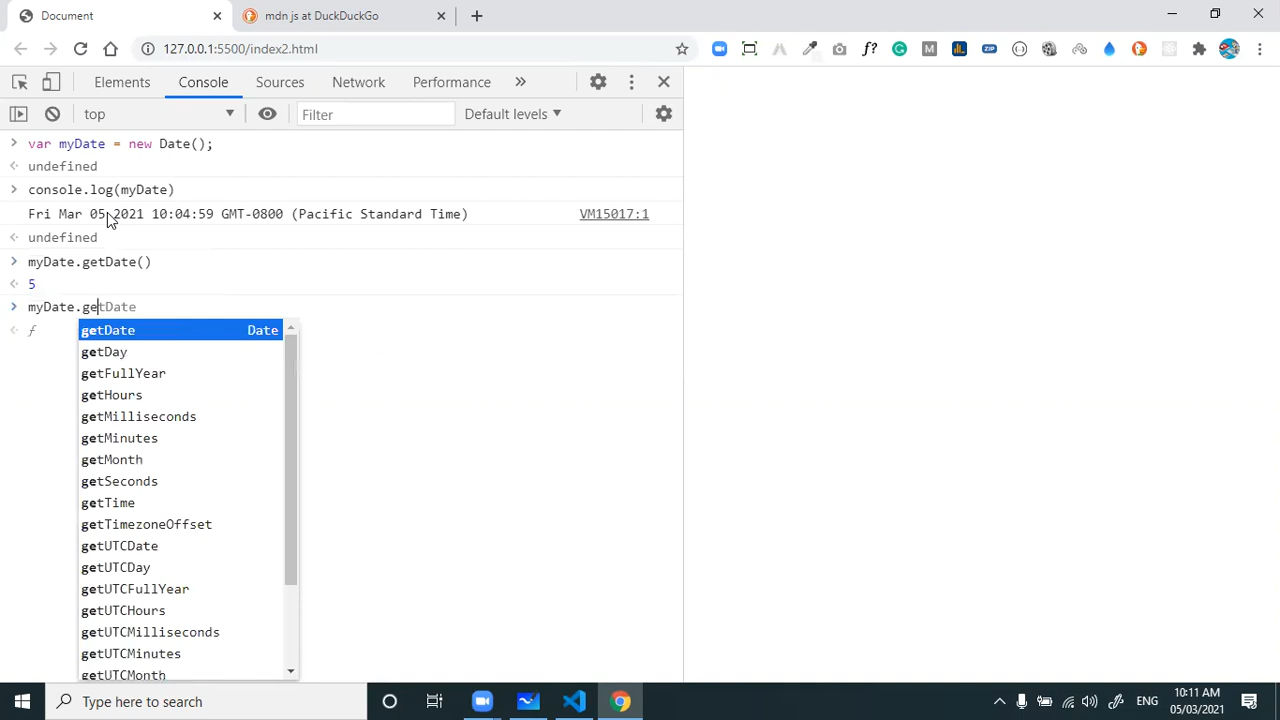 Document
mdn js at DuckDuckGo
127.0.0.1:5500/index2.html
Elements
Console
Sources
Network
Performance
top
Filter
Default levels
var myDate = new Date();
undefined
console.log(myDate)
Fri Mar 05 2021 10:04:59 GMT-0800 (Pacific Standard Time) VM15017:1
undefined
myDate.getDate()
5
myDate.getDate
f
getDate Date
getDay
getFullYear
getHours
getMilliseconds
getMinutes
getMonth
getSeconds
getTime
getTimezoneOffset
getUTCDate
getUTCDay
getUTCFullYear
getUTCHours
getUTCMilliseconds
getUTCMinutes
getUTCMonth
Type here to search
ENG
10:11 AM
05/03/2021